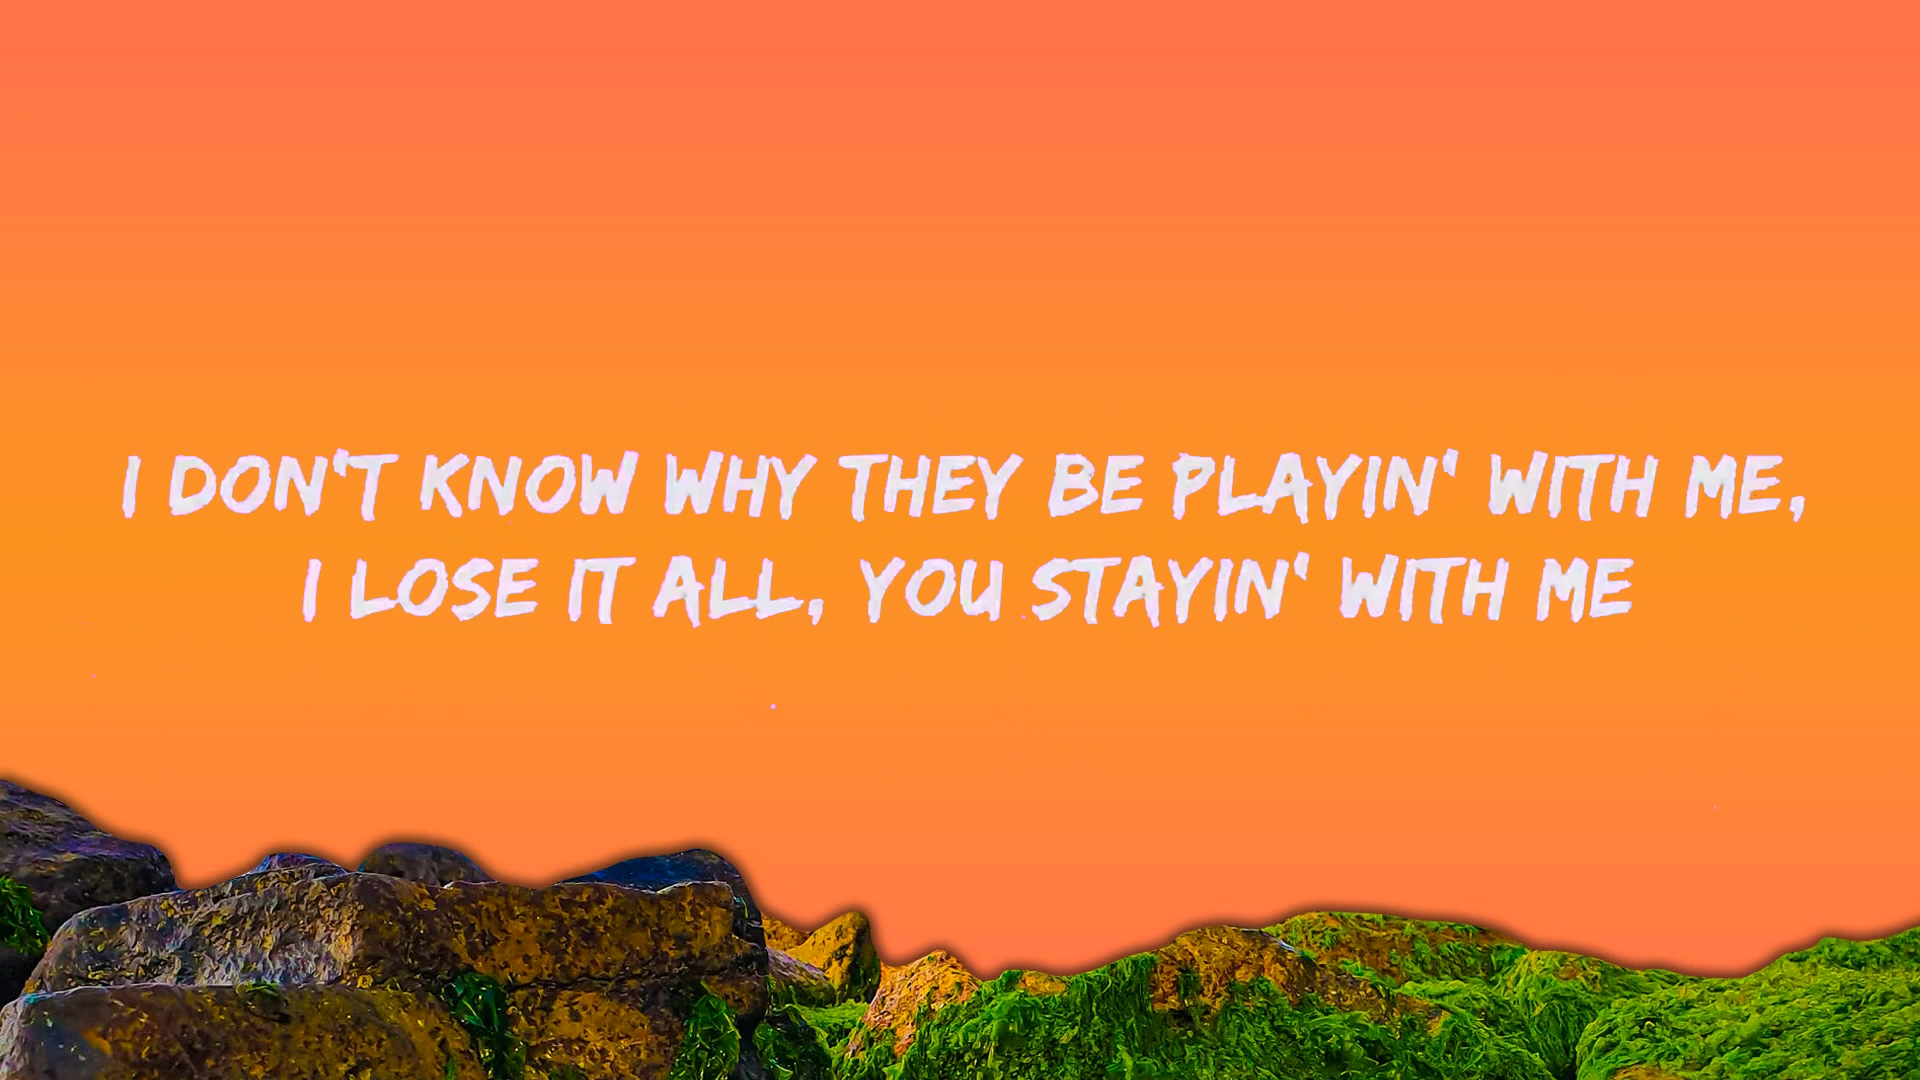 I DON'T KNOW WHY THEY BE PLAYIN' WITH ME,
I LOSE IT ALL, YOU STAYIN' WITH ME